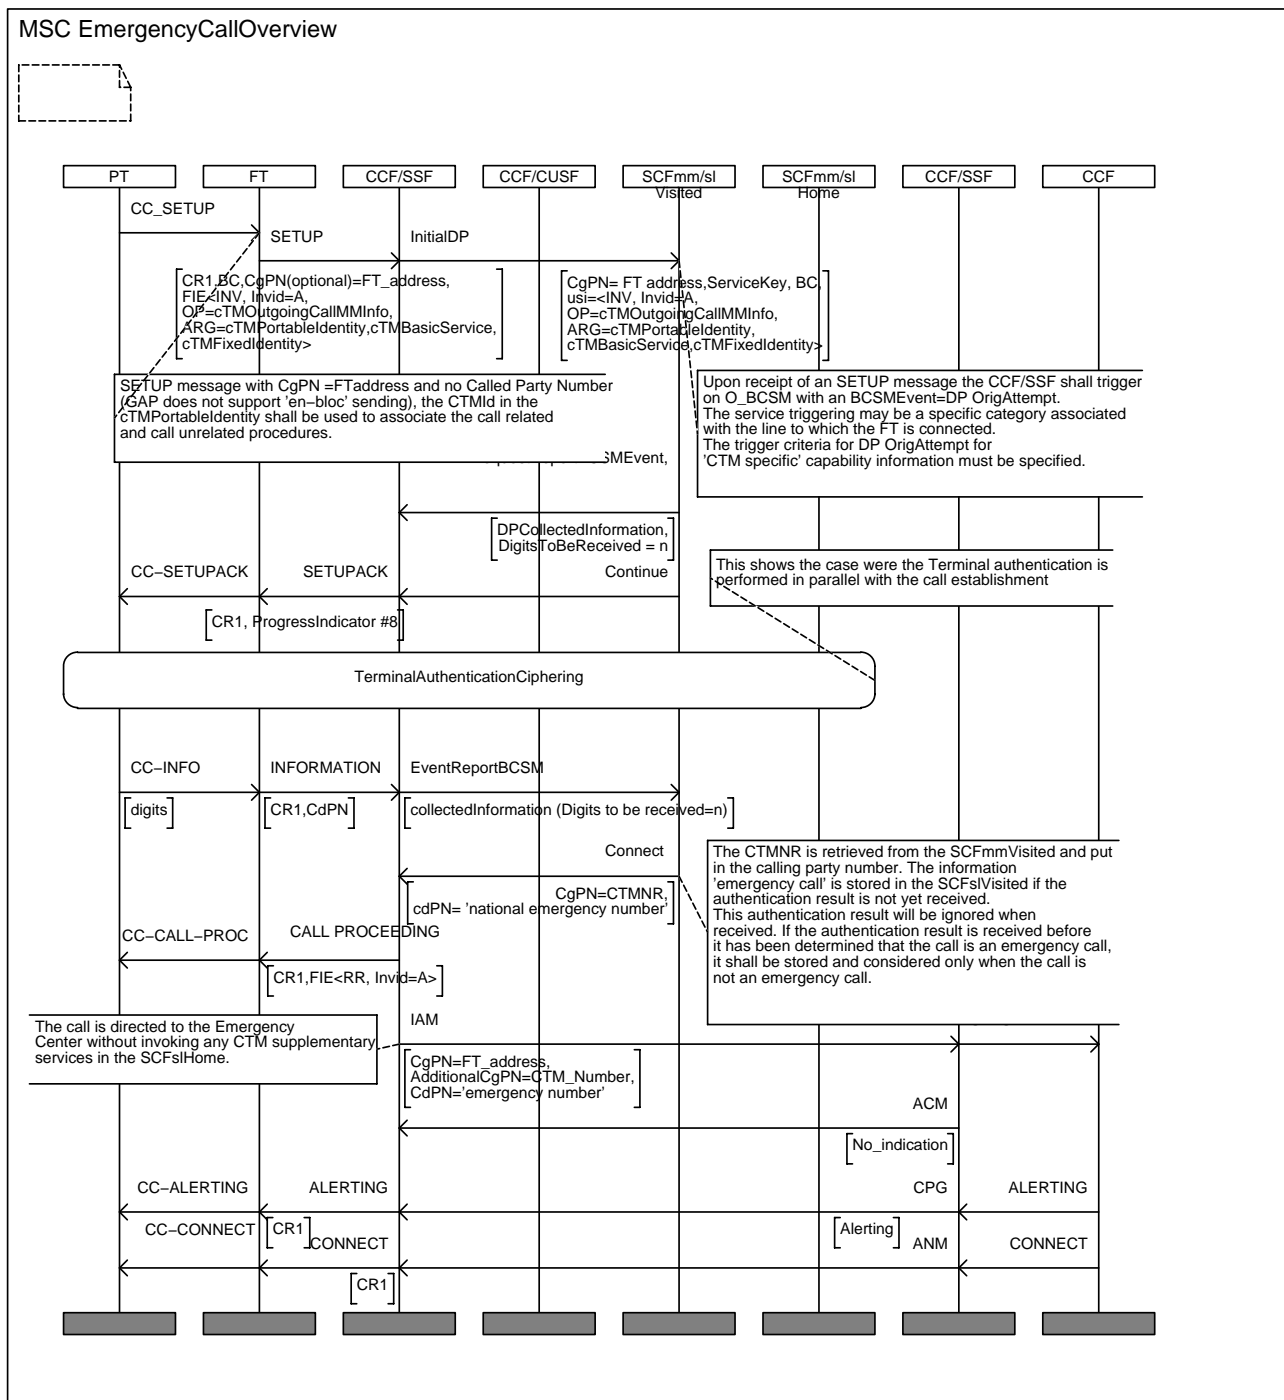 MSC EmergencyCallOverview
PT FT CCF/SSF CCF/CUSF SCFmm/sl SCFmm/sl CCF/SSF CCF
Visited Home
CC_SETUP
SETUP InitialDP
CR1,BC,CgPN(optional)=FT_address,
FIE<INV, Invid=A,
OP=cTMOutgoingCallMMInfo,
ARG=cTMPortableIdentity,cTMBasicService,
cTMFixedIdentity>
CgPN= FT address,ServiceKey, BC,
usi=<INV, Invid=A,
OP=cTMOutgoingCallMMInfo,
ARG=cTMPortableIdentity,
cTMBasicService,cTMFixedIdentity>
SETUP message with CgPN =FTaddress and no Called Party Number
(GAP does not support 'en−bloc' sending), the CTMId in the
cTMPortableIdentity shall be used to associate the call related
and call unrelated procedures.
Upon receipt of an SETUP message the CCF/SSF shall trigger
on O_BCSM with an BCSMEvent=DP OrigAttempt.
The service triggering may be a specific category associated
with the line to which the FT is connected.
The trigger criteria for DP OrigAttempt for
'CTM specific' capability information must be specified.
SMEvent,
DPCollectedInformation,
DigitsToBeReceived = n
This shows the case were the Terminal authentication is
performed in parallel with the call establishment
CC−SETUPACK SETUPACK Continue
CR1, ProgressIndicator #8
TerminalAuthenticationCiphering
CC−INFO INFORMATION EventReportBCSM
digits CR1,CdPN collectedInformation (Digits to be received=n)
Connect
CgPN=CTMNR,
cdPN= 'national emergency number'
The CTMNR is retrieved from the SCFmmVisited and put
in the calling party number. The information
'emergency call' is stored in the SCFslVisited if the
authentication result is not yet received.
This authentication result will be ignored when
received. If the authentication result is received before
it has been determined that the call is an emergency call,
it shall be stored and considered only when the call is
not an emergency call.
CC−CALL−PROC CALL PROCEEDING
CR1,FIE<RR, Invid=A>
The call is directed to the Emergency
Center without invoking any CTM supplementary
services in the SCFslHome.
IAM
CgPN=FT_address,
AdditionalCgPN=CTM_Number,
CdPN='emergency number'
ACM
No_indication
CC−ALERTING ALERTING CPG ALERTING
CR1 Alerting
CC−CONNECT CONNECT ANM CONNECT
CR1